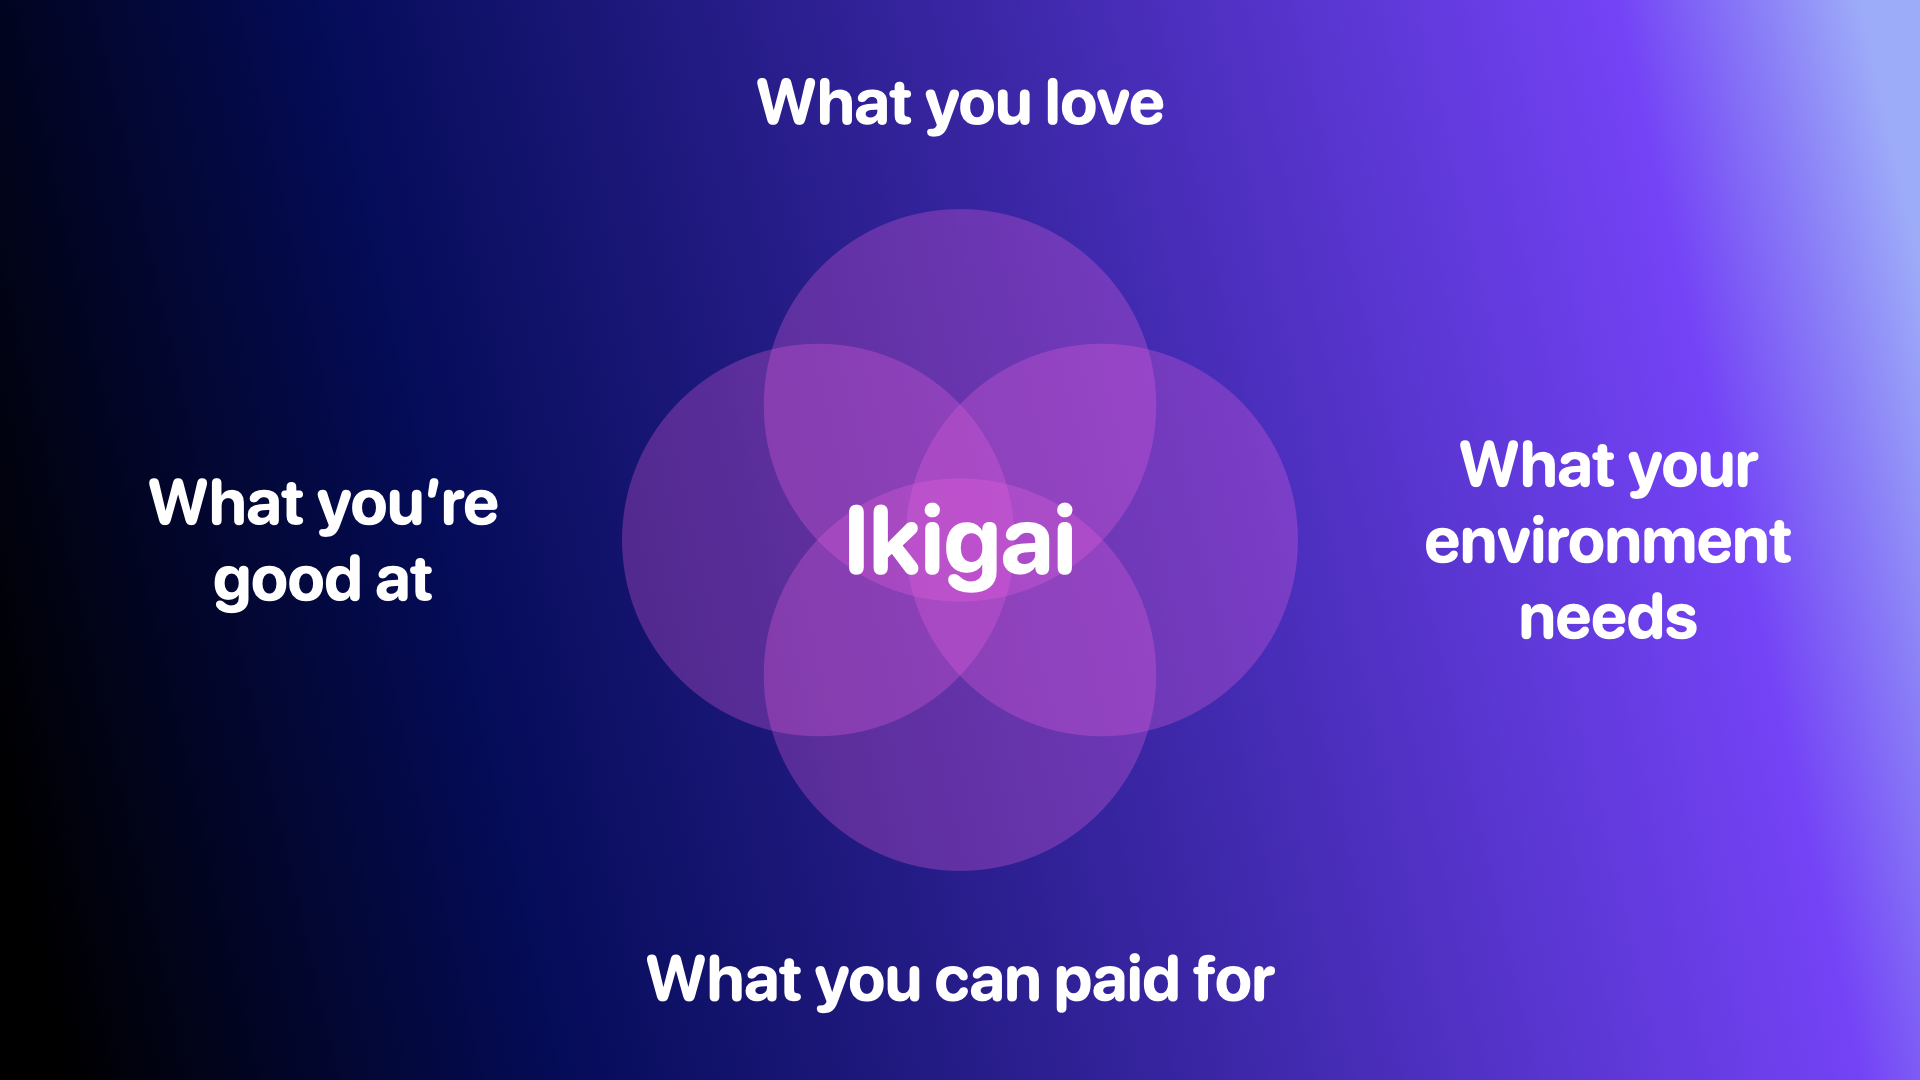 What you love
What you're
good at
Ikigai
What your
environment
needs
What you can paid for